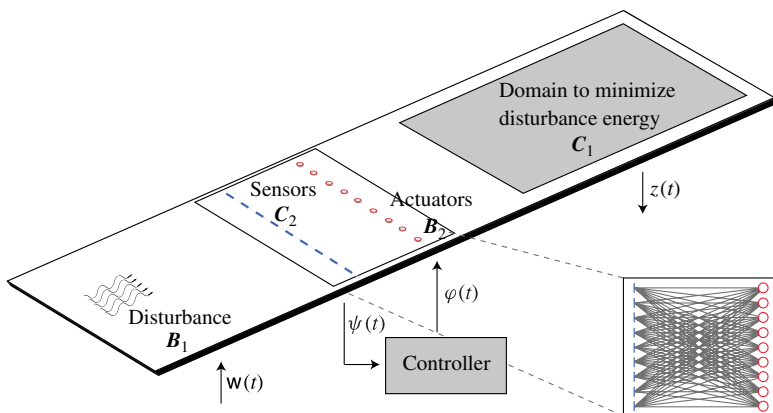 Domain to minimize
disturbance energy
C₁
z(t)
Sensors
C₂
Actuators
B₂
Disturbance
B₁
w(t)
ψ(t)
φ(t)
Controller